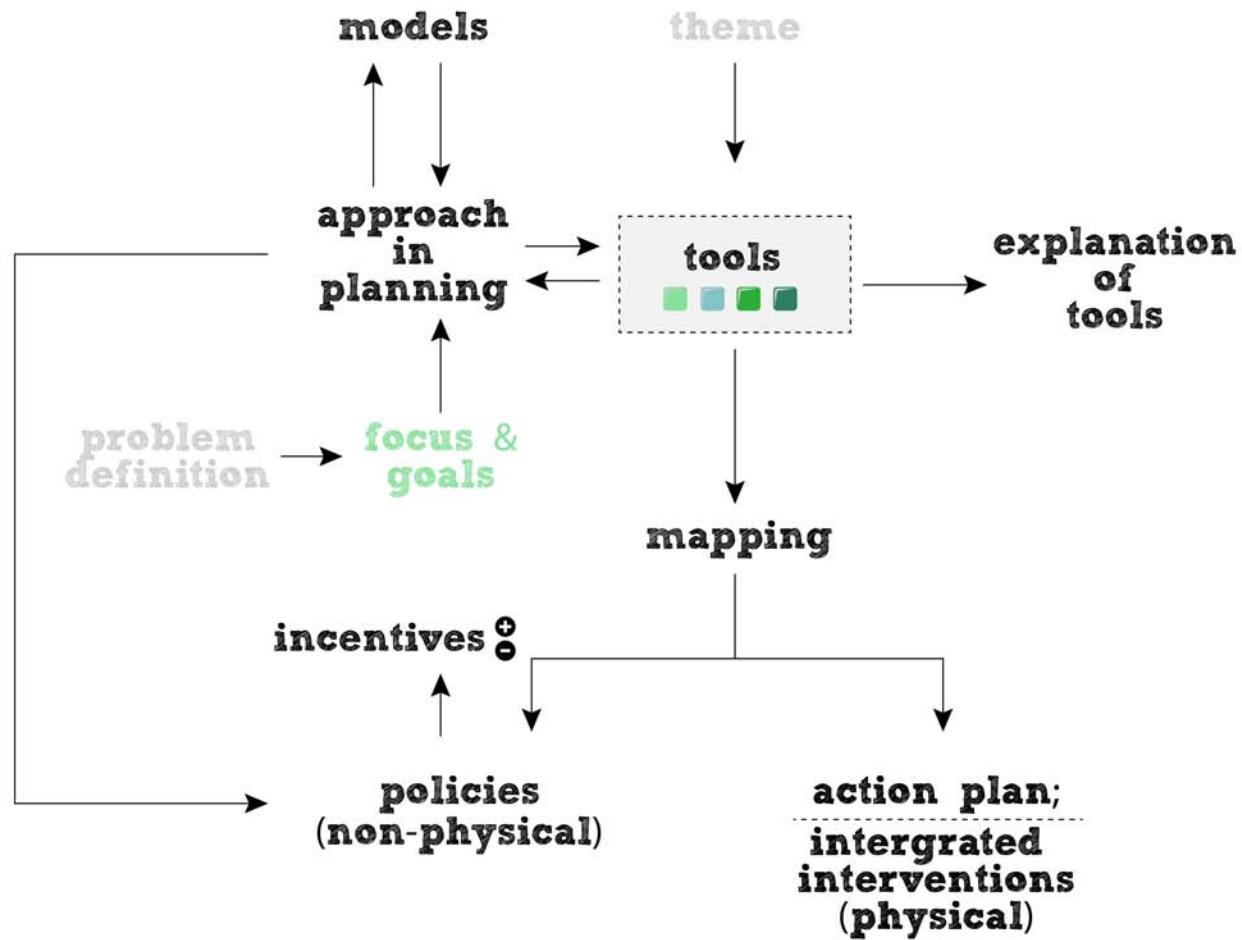 models
theme
approach
in
planning
tools
explanation
of
tools
problem
definition
focus &
goals
mapping
incentives + -
policies
(non-physical)
action plan;
intergrated
interventions
(physical)